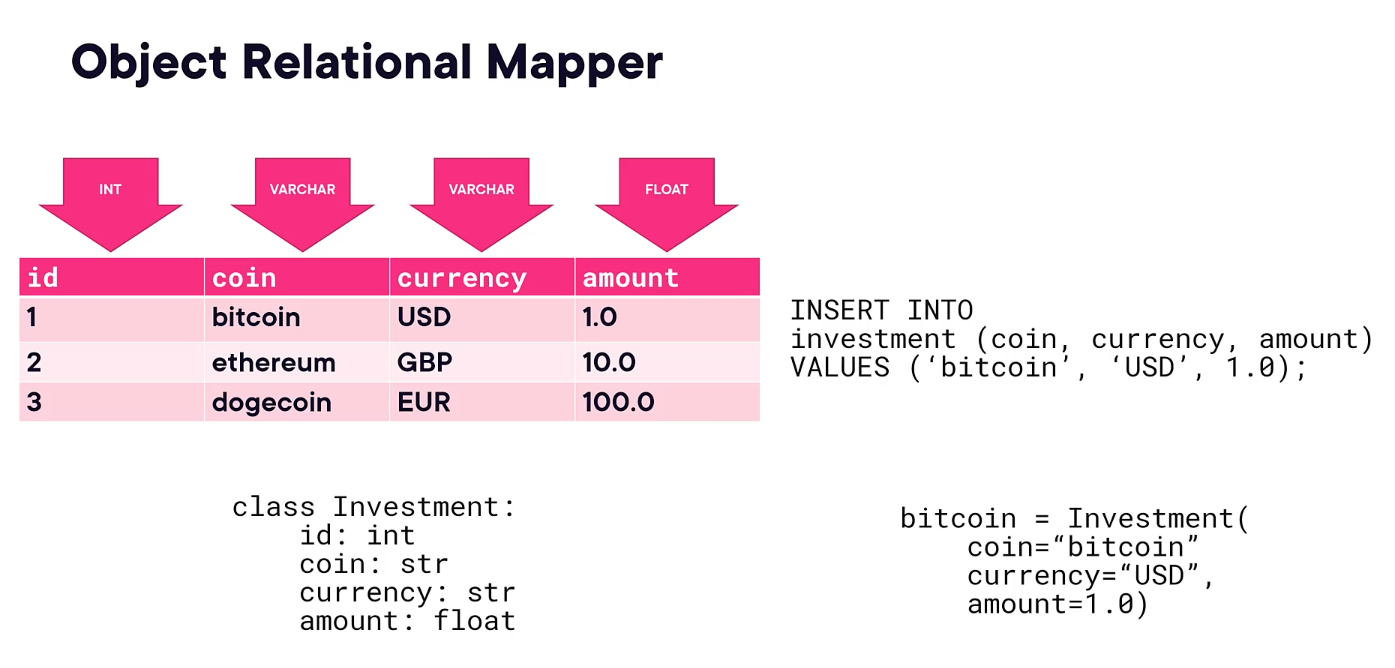 Object Relational Mapper
INT VARCHAR VARCHAR FLOAT
id coin currency amount
1 bitcoin USD 1.0
2 ethereum GBP 10.0
3 dogecoin EUR 100.0
INSERT INTO
investment (coin, currency, amount)
VALUES (‘bitcoin’, ‘USD’, 1.0);
class Investment:
    id: int
    coin: str
    currency: str
    amount: float
bitcoin = Investment(
    coin=“bitcoin”
    currency=“USD”,
    amount=1.0)